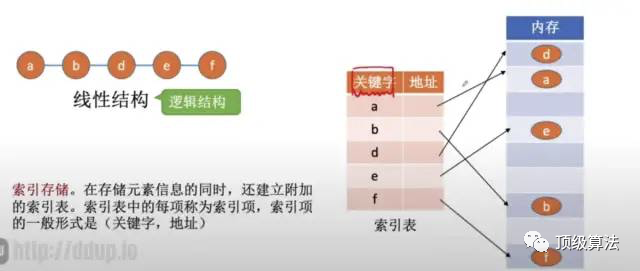 a b d e f
线性结构
逻辑结构
索引存储。在存储元素信息的同时，还建立附加
的索引表。索引表中的每项称为索引项，索引项
的一般形式是（关键字，地址）
http://ddup.io
关键字 地址
a
b
d
e
f
索引表
内存
d
a
e
b
f
顶级算法